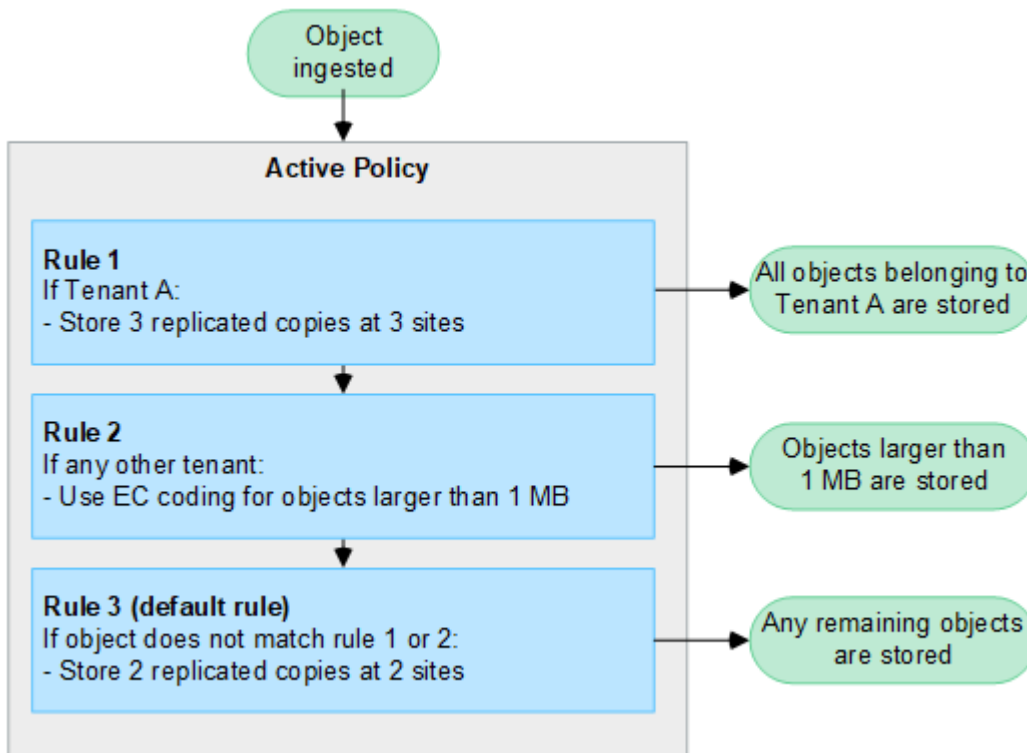 Object
ingested
Active Policy
Rule 1
If Tenant A:
- Store 3 replicated copies at 3 sites
All objects belonging to
Tenant A are stored
Rule 2
If any other tenant:
- Use EC coding for objects larger than 1 MB
Objects larger than
1 MB are stored
Rule 3 (default rule)
If object does not match rule 1 or 2:
- Store 2 replicated copies at 2 sites
Any remaining objects
are stored